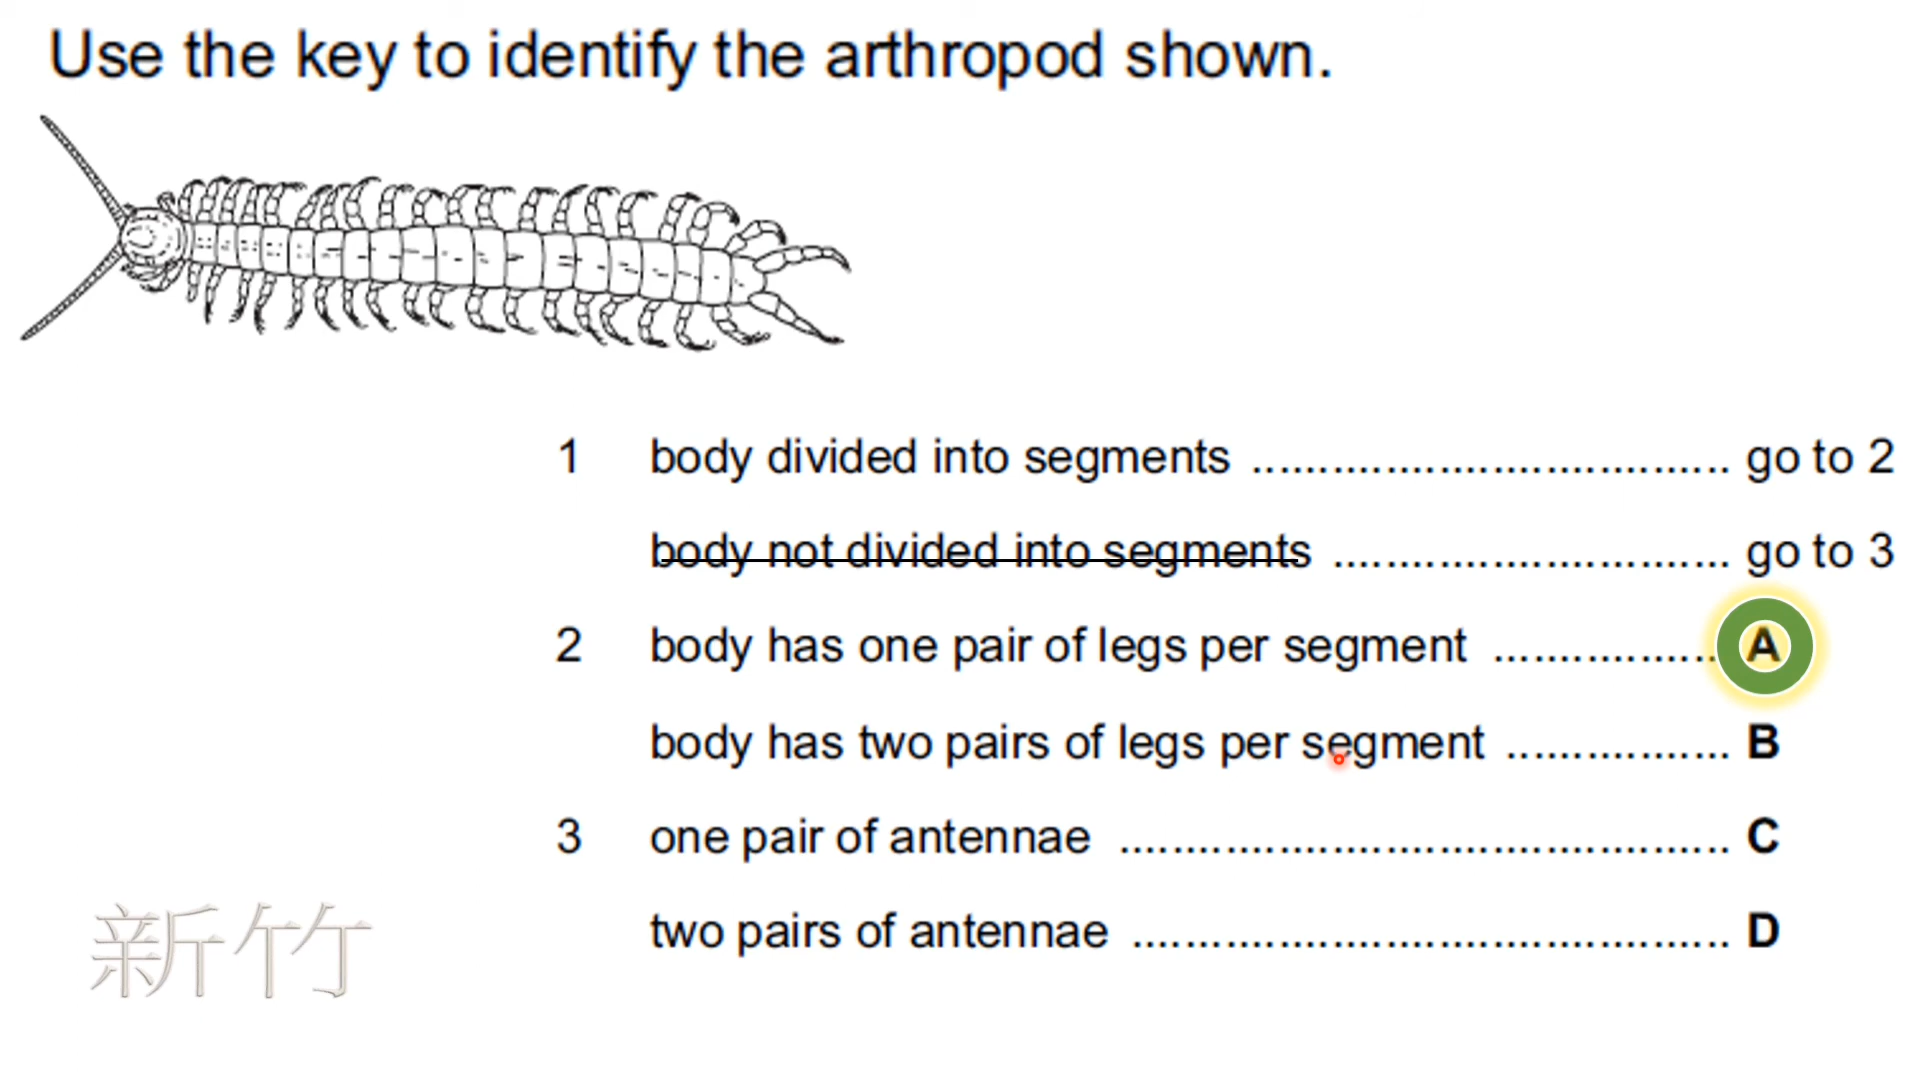 Use the key to identify the arthropod shown.
1 body divided into segments .................................... go to 2
body not divided into segments .............................. go to 3
2 body has one pair of legs per segment ................. A
body has two pairs of legs per segment ................. B
3 one pair of antennae .............................................. C
two pairs of antennae ............................................. D
新竹